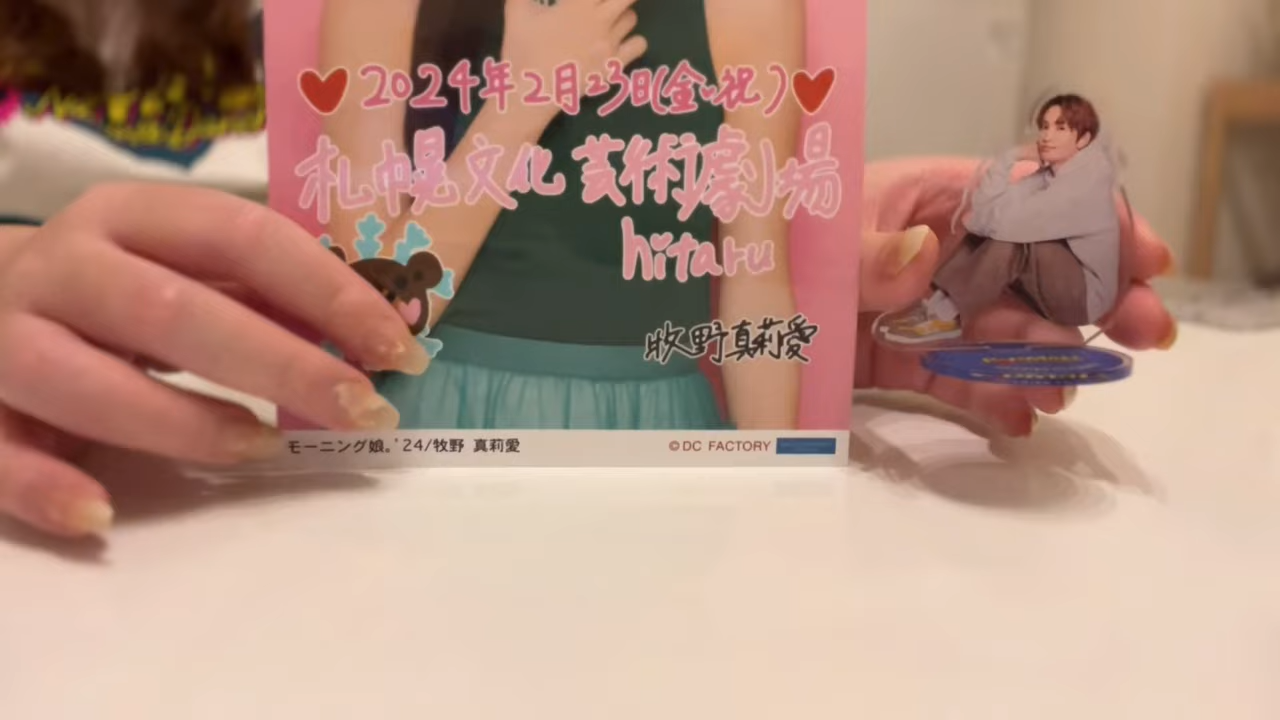 2024年2月23日(金・祝)
札幌文化芸術劇場
hitaru
牧野真莉愛
モーニング娘。'24/牧野 真莉愛
©DC FACTORY